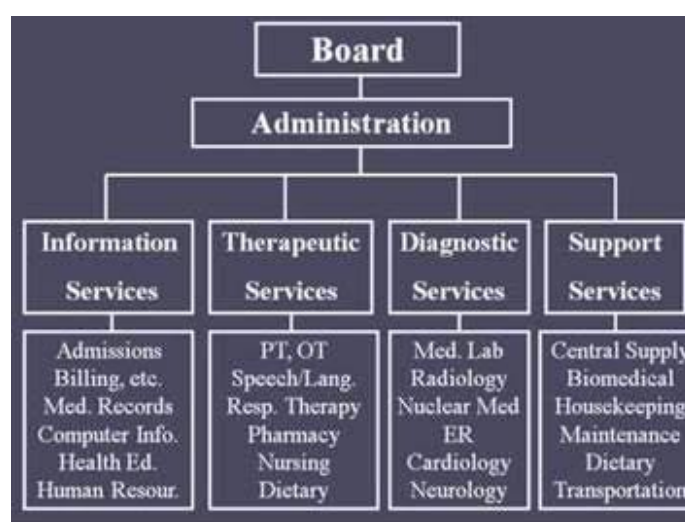 Board
Administration
Information
Services
Therapeutic
Services
Diagnostic
Services
Support
Services
Admissions
Billing, etc.
Med. Records
Computer Info.
Health Ed.
Human Resour.
PT, OT
Speech/Lang.
Resp. Therapy
Pharmacy
Nursing
Dietary
Med. Lab
Radiology
Nuclear Med
ER
Cardiology
Neurology
Central Supply
Biomedical
Housekeeping
Maintenance
Dietary
Transportation